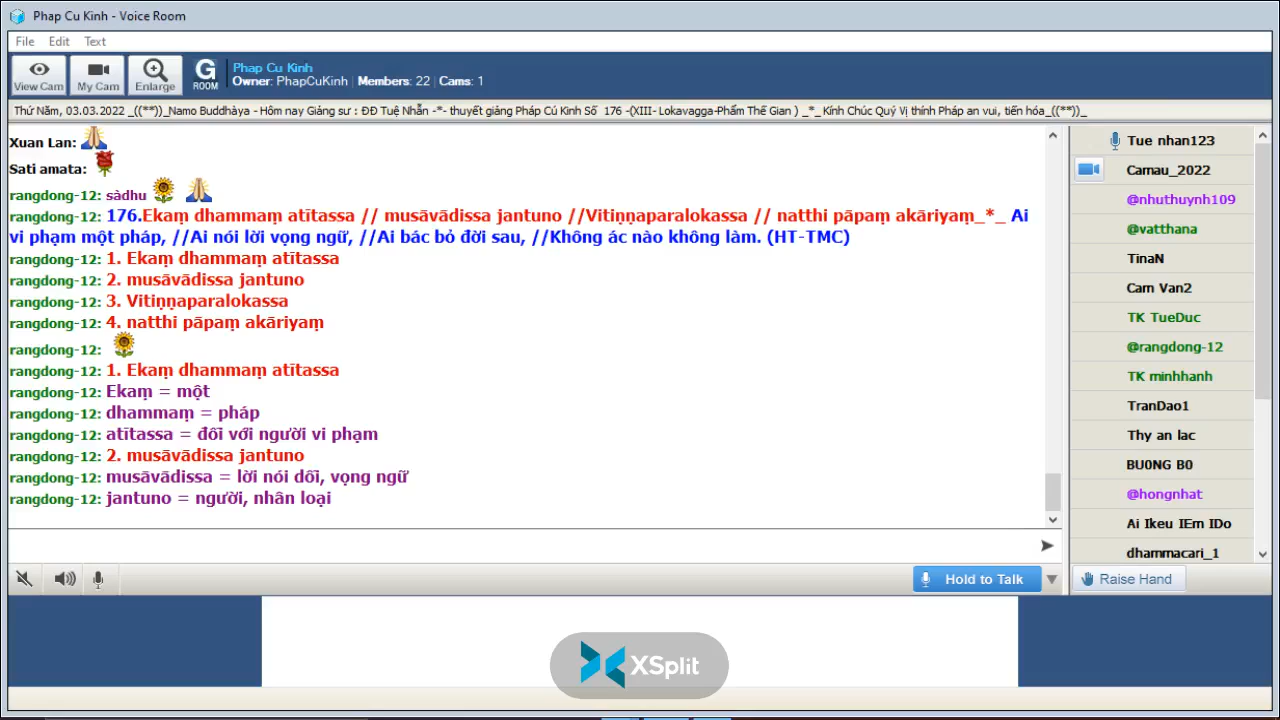 Phap Cu Kinh - Voice Room
File Edit Text
View Cam My Cam Enlarge G ROOM
Phap Cu Kinh
Owner: PhapCuKinh | Members: 22 | Cams: 1
Thứ Năm, 03.03.2022 _((**))_Namo Buddhàya - Hôm nay Giảng sư : ĐĐ Tuệ Nhẫn -*- thuyết giảng Pháp Cú Kinh Số 176 -(XIII- Lokavagga-Phẩm Thế Gian ) _*_ Kính Chúc Quý Vị thính Pháp an vui, tiến hóa_((**))_
Xuan Lan:
Sati amata:
rangdong-12: sàdhu
rangdong-12: 176.Ekaṃ dhammaṃ atītassa // musāvādissa jantuno //Vitiṇṇaparalokassa // natthi pāpaṃ akāriyaṃ_*_ Ai
vi phạm một pháp, //Ai nói lời vọng ngữ, //Ai bác bỏ đời sau, //Không ác nào không làm. (HT-TMC)
rangdong-12: 1. Ekaṃ dhammaṃ atītassa
rangdong-12: 2. musāvādissa jantuno
rangdong-12: 3. Vitiṇṇaparalokassa
rangdong-12: 4. natthi pāpaṃ akāriyaṃ
rangdong-12:
rangdong-12: 1. Ekaṃ dhammaṃ atītassa
rangdong-12: Ekaṃ = một
rangdong-12: dhammaṃ = pháp
rangdong-12: atītassa = đối với người vi phạm
rangdong-12: 2. musāvādissa jantuno
rangdong-12: musāvādissa = lời nói dối, vọng ngữ
rangdong-12: jantuno = người, nhân loại
Tue nhan123
Camau_2022
@nhuthuynh109
@vatthana
TinaN
Cam Van2
TK TueDuc
@rangdong-12
TK minhhanh
TranDao1
Thy an lac
BU0NG B0
@hongnhat
Ai Ikeu IEm IDo
dhammacari_1
Hold to Talk
Raise Hand
XSplit